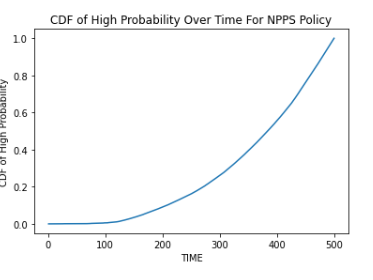 CDF of High Probability Over Time For NPPS Policy
CDF of High Probability
1.0
0.8
0.6
0.4
0.2
0.0
0 100 200 300 400 500
TIME